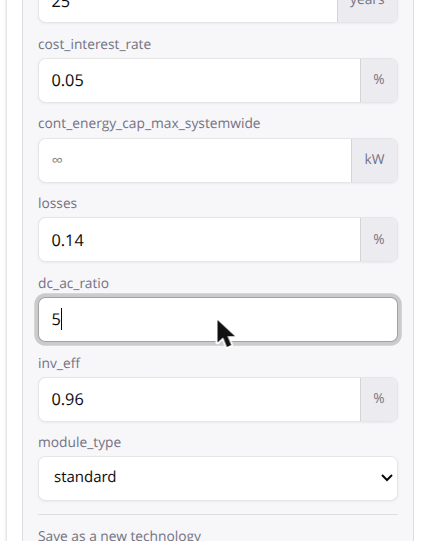 25 years
cost_interest_rate
0.05 %
cont_energy_cap_max_systemwide
∞ kW
losses
0.14 %
dc_ac_ratio
5
inv_eff
0.96 %
module_type
standard
Save as a new technology